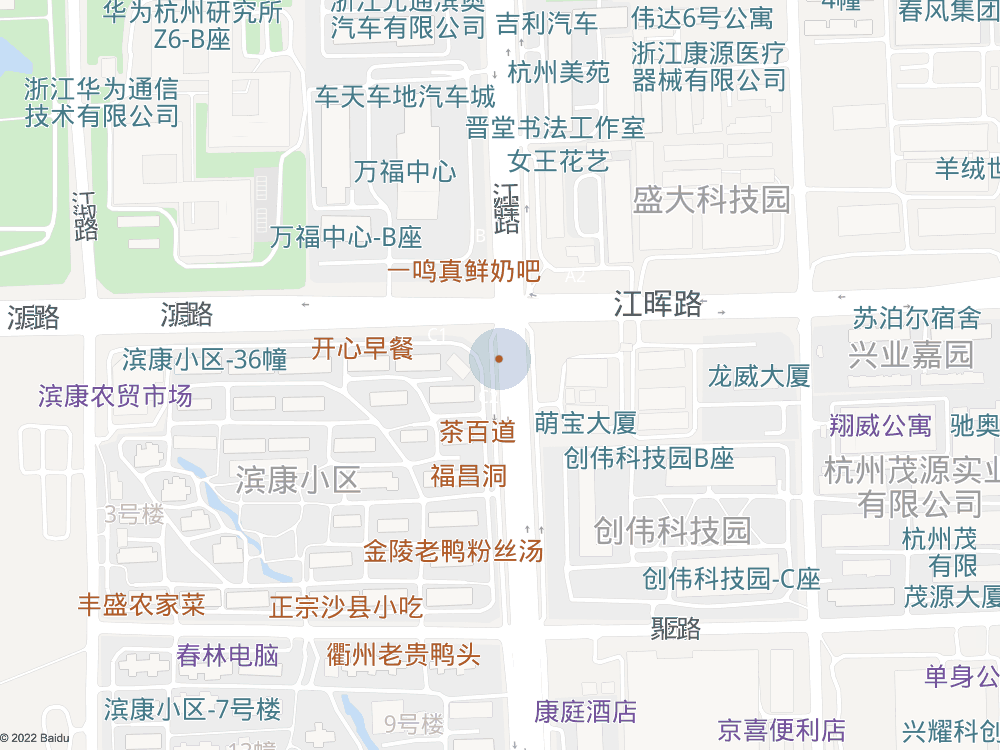 华为杭州研究所
Z6-B座
浙江元通滨奥
汽车有限公司
吉利汽车
伟达6号公寓
4幢
春风集团
浙江华为通信
技术有限公司
车天车地汽车城
杭州美苑
浙江康源医疗
器械有限公司
晋堂书法工作室
万福中心
女王花艺
羊绒世
江淑路
江晖路
盛大科技园
万福中心-B座
B
一鸣真鲜奶吧
A2
江晖路
苏泊尔宿舍
C1
滨康小区-36幢
开心早餐
兴业嘉园
龙威大厦
滨康农贸市场
茶百道
萌宝大厦
翔威公寓
驰奥
创伟科技园B座
福昌洞
滨康小区
杭州茂源实业
有限公司
3号楼
创伟科技园
金陵老鸭粉丝汤
杭州茂
有限
创伟科技园-C座
茂源大厦
丰盛农家菜
正宗沙县小吃
聚路
春林电脑
衢州老贵鸭头
单身公
滨康小区-7号楼
9号楼
康庭酒店
京喜便利店
兴耀科创
12幢
© 2022 Baidu